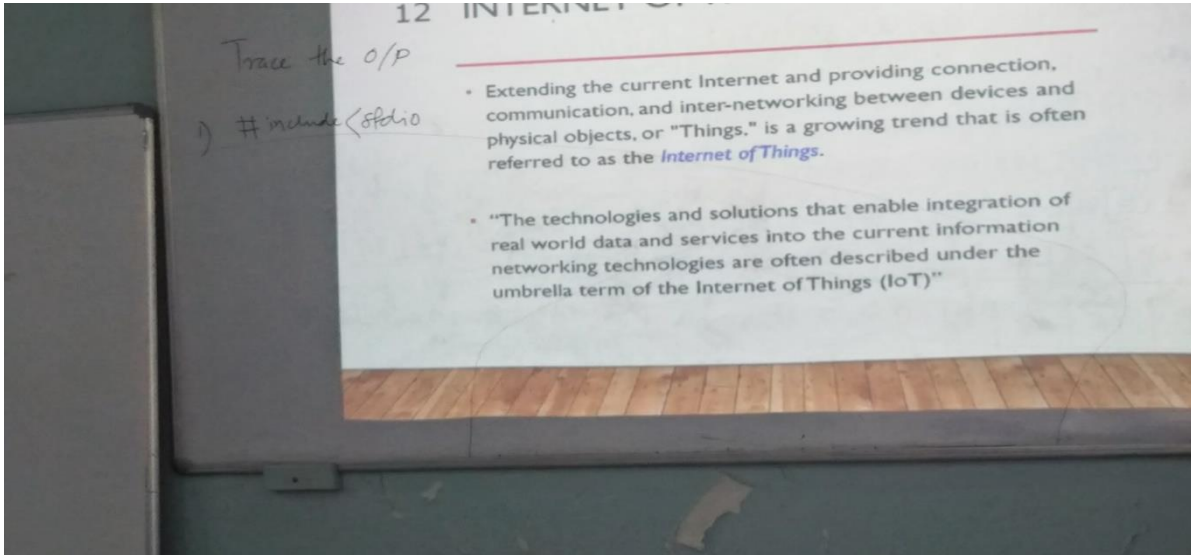 12 INTERNET OF
Trace the O/P
1) #include<stdio
• Extending the current Internet and providing connection,
communication, and inter-networking between devices and
physical objects, or "Things," is a growing trend that is often
referred to as the Internet of Things.
• “The technologies and solutions that enable integration of
real world data and services into the current information
networking technologies are often described under the
umbrella term of the Internet of Things (IoT)”